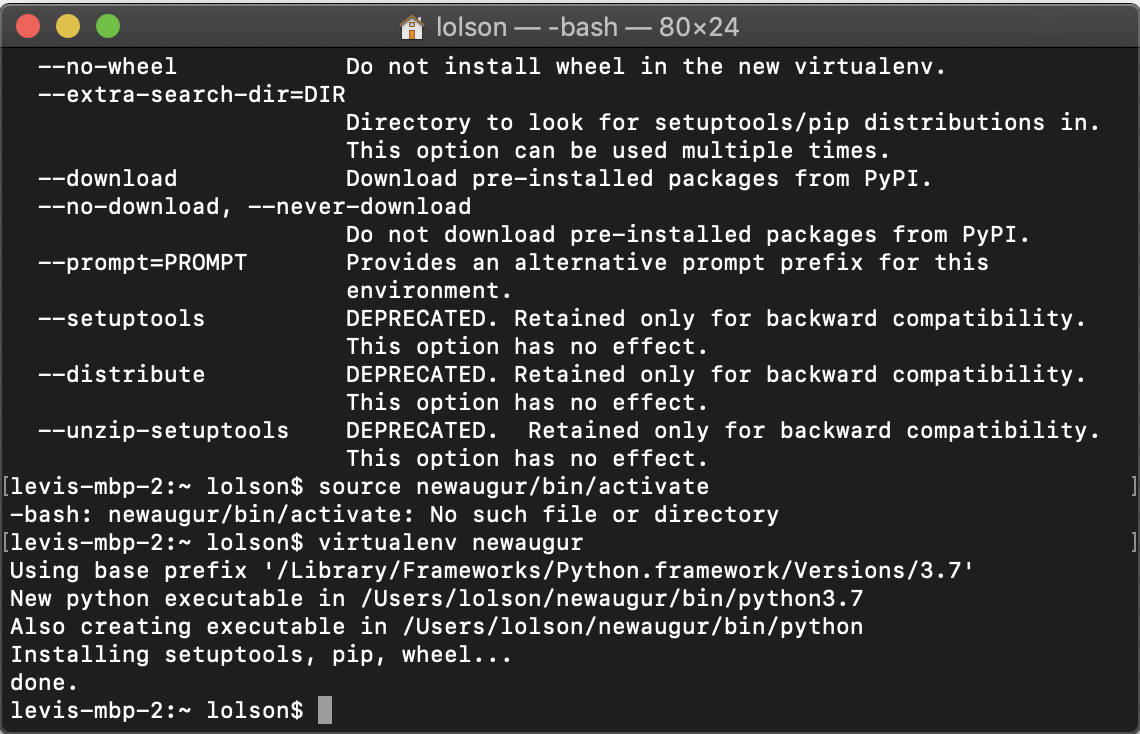 lolson — -bash — 80×24
  --no-wheel            Do not install wheel in the new virtualenv.
  --extra-search-dir=DIR
                        Directory to look for setuptools/pip distributions in.
                        This option can be used multiple times.
  --download            Download pre-installed packages from PyPI.
  --no-download, --never-download
                        Do not download pre-installed packages from PyPI.
  --prompt=PROMPT       Provides an alternative prompt prefix for this
                        environment.
  --setuptools          DEPRECATED. Retained only for backward compatibility.
                        This option has no effect.
  --distribute          DEPRECATED. Retained only for backward compatibility.
                        This option has no effect.
  --unzip-setuptools    DEPRECATED.  Retained only for backward compatibility.
                        This option has no effect.
[levis-mbp-2:~ lolson$ source newaugur/bin/activate ]
-bash: newaugur/bin/activate: No such file or directory
[levis-mbp-2:~ lolson$ virtualenv newaugur ]
Using base prefix '/Library/Frameworks/Python.framework/Versions/3.7'
New python executable in /Users/lolson/newaugur/bin/python3.7
Also creating executable in /Users/lolson/newaugur/bin/python
Installing setuptools, pip, wheel...
done.
levis-mbp-2:~ lolson$